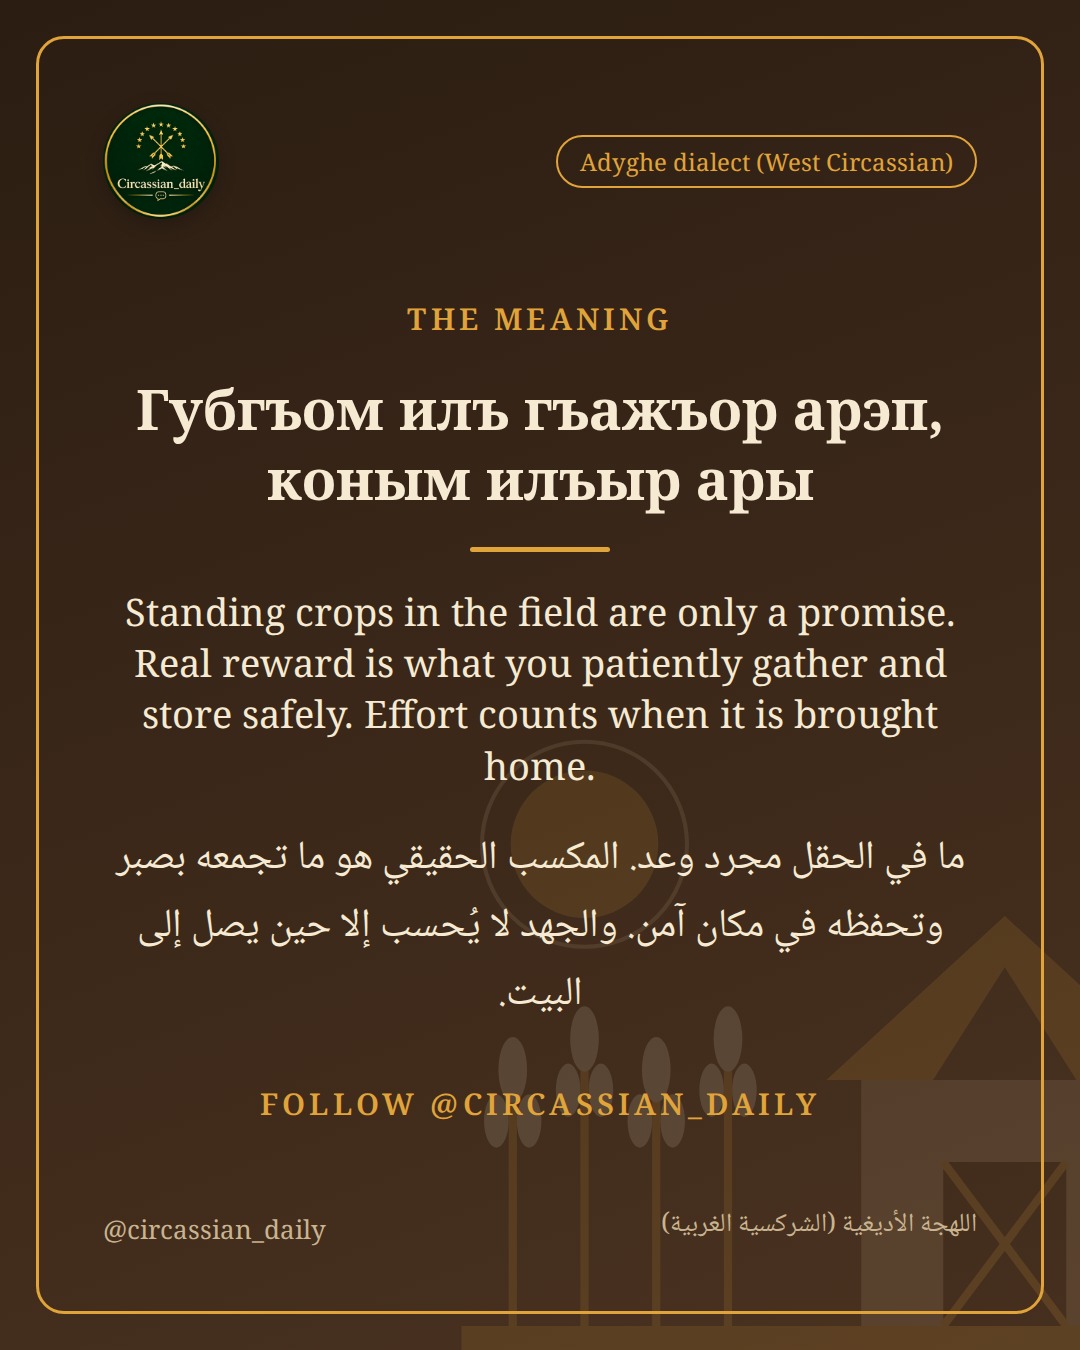 Circassian_daily
Adyghe dialect (West Circassian)
THE MEANING
Губгъом илъ гъажъор арэп,
коным илъыр ары
Standing crops in the field are only a promise.
Real reward is what you patiently gather and
store safely. Effort counts when it is brought
home.
ما في الحقل مجرد وعد. المكسب الحقيقي هو ما تجمعه بصبر
وتحفظه في مكان آمن. والجهد لا يُحسب إلا حين يصل إلى
البيت.
FOLLOW @CIRCASSIAN_DAILY
@circassian_daily
اللهجة الأديغية (الشركسية الغربية)